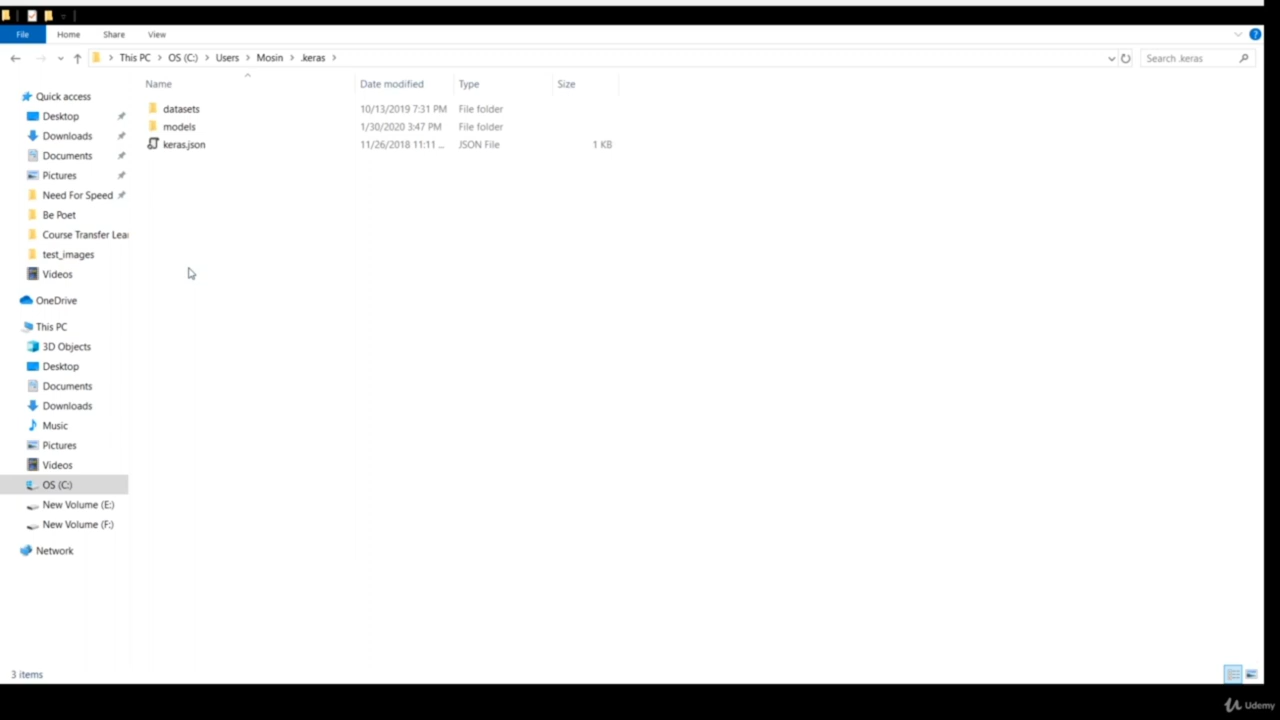 File Home Share View
This PC > OS (C:) > Users > Mosin > .keras >
Search .keras
Name Date modified Type Size
datasets 10/13/2019 7:31 PM File folder
models 1/30/2020 3:47 PM File folder
keras.json 11/26/2018 11:11 ... JSON File 1 KB
Quick access
Desktop
Downloads
Documents
Pictures
Need For Speed
Be Poet
Course Transfer Lea
test_images
Videos
OneDrive
This PC
3D Objects
Desktop
Documents
Downloads
Music
Pictures
Videos
OS (C:)
New Volume (E:)
New Volume (F:)
Network
3 items
Udemy